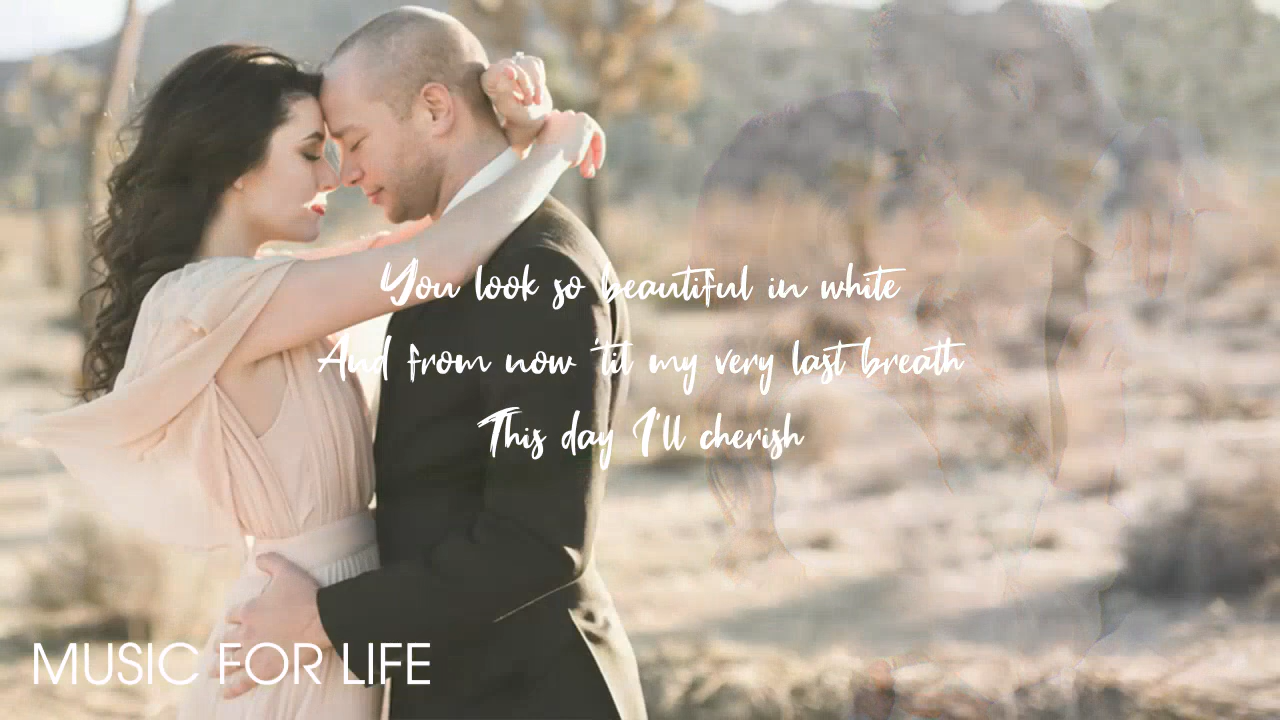 You look so beautiful in white
And from now 'til my very last breath
This day I'll cherish
MUSIC FOR LIFE